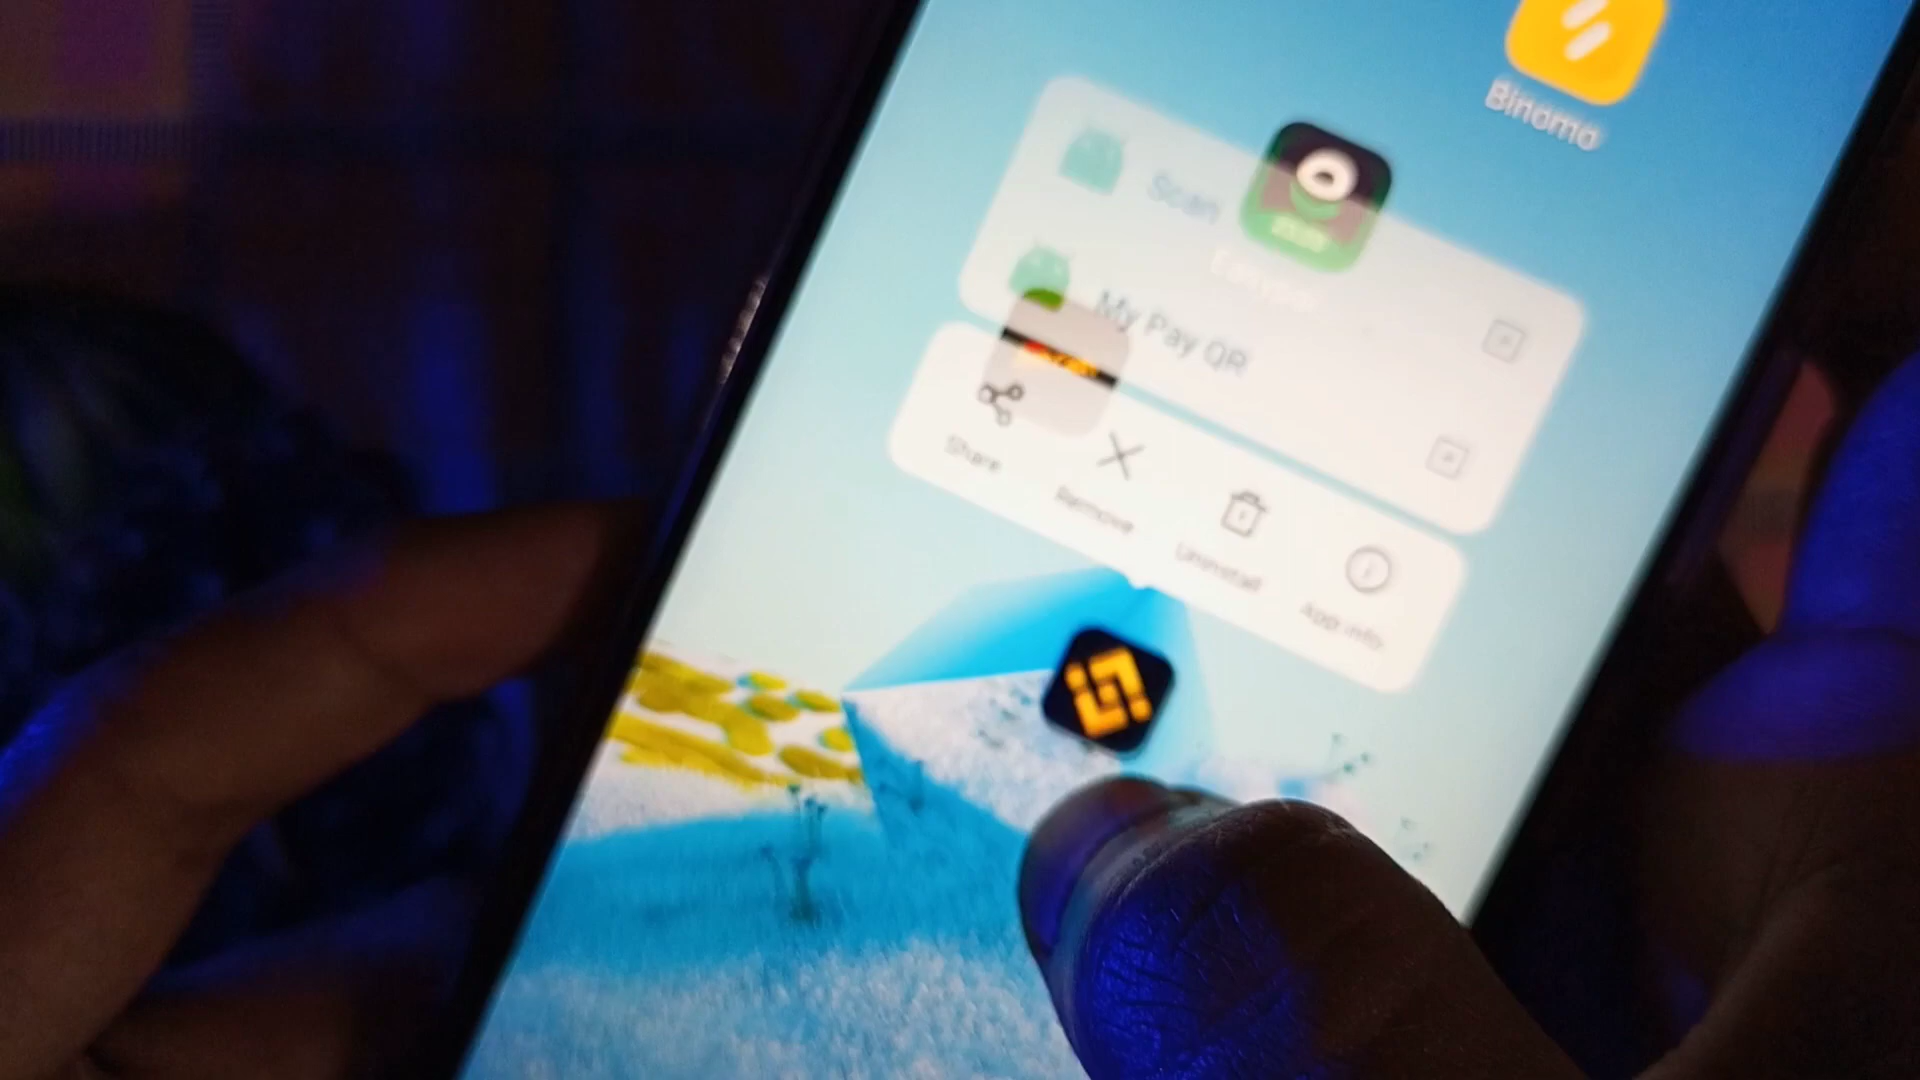 Binomo
Scan
My Pay QR
Share
Remove
Uninstall
App info